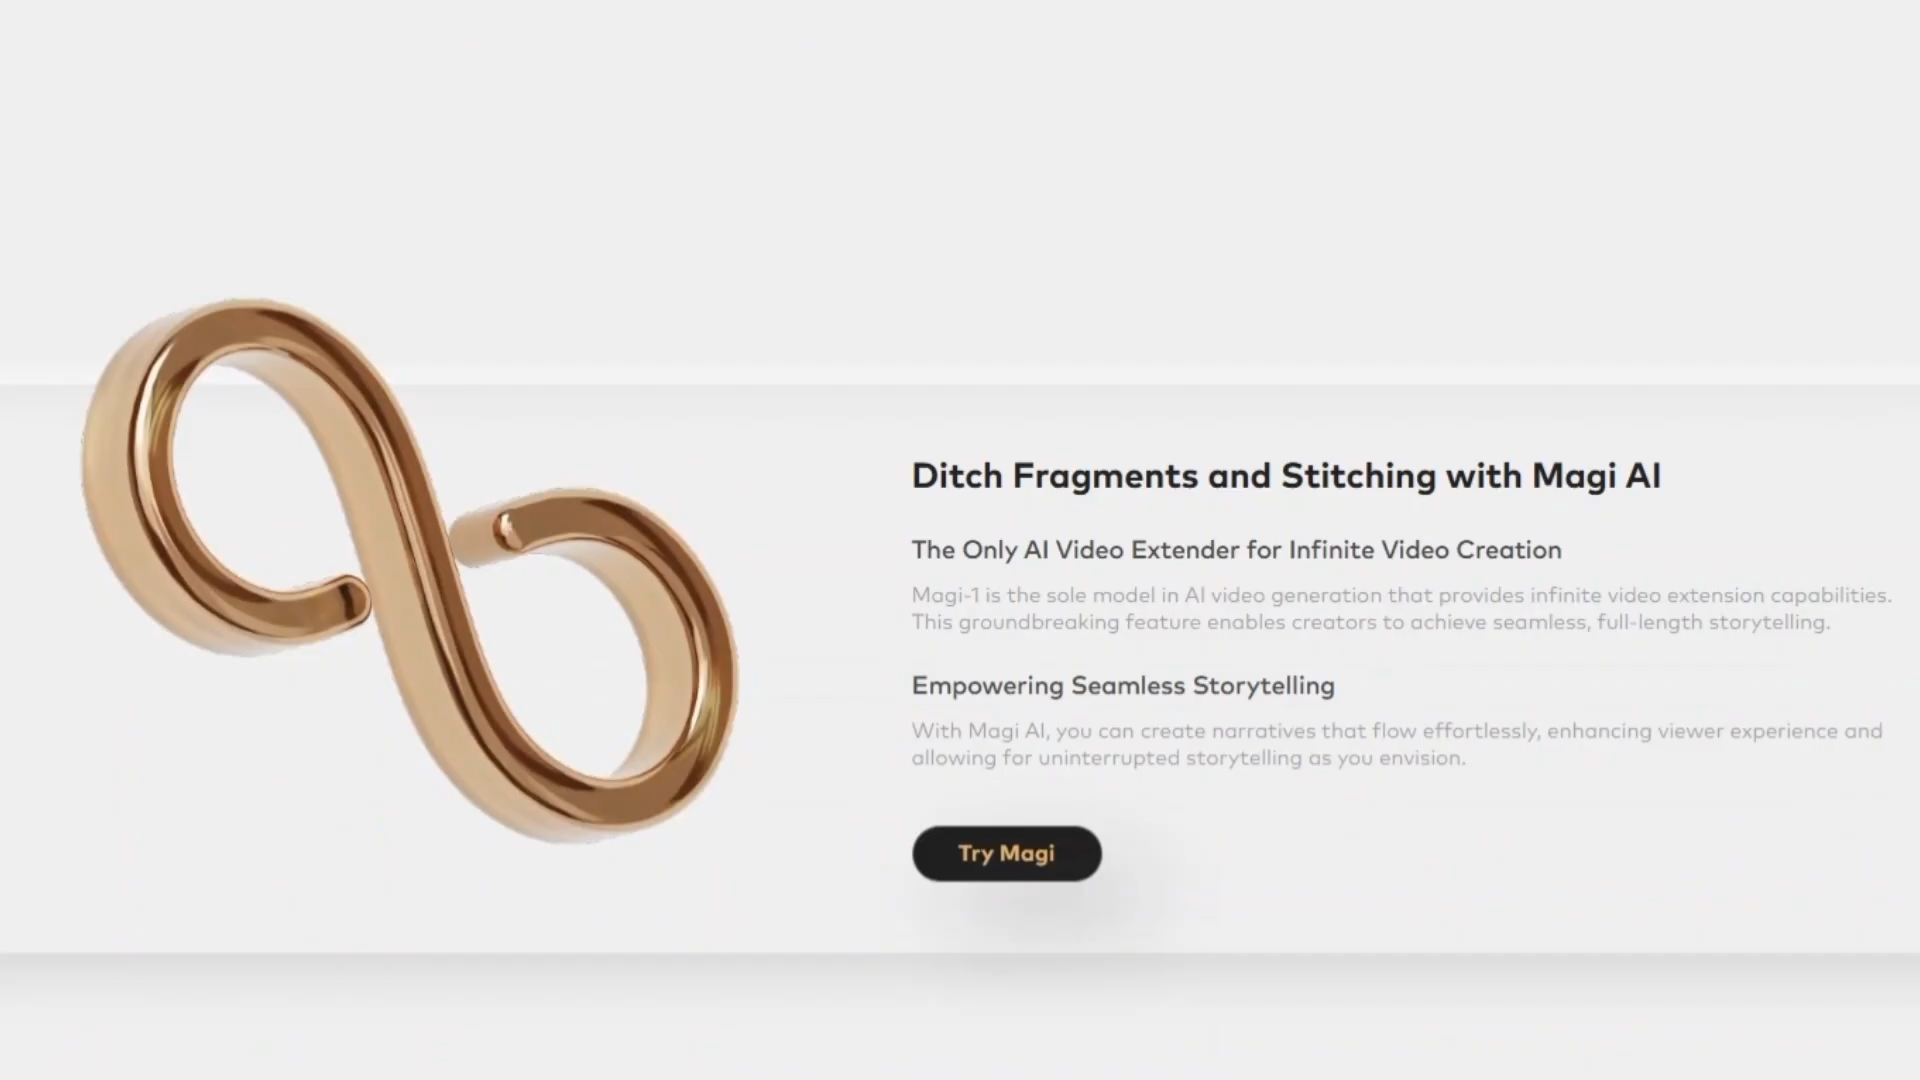 Ditch Fragments and Stitching with Magi AI
The Only AI Video Extender for Infinite Video Creation
Magi-1 is the sole model in AI video generation that provides infinite video extension capabilities.
This groundbreaking feature enables creators to achieve seamless, full-length storytelling.
Empowering Seamless Storytelling
With Magi AI, you can create narratives that flow effortlessly, enhancing viewer experience and
allowing for uninterrupted storytelling as you envision.
Try Magi